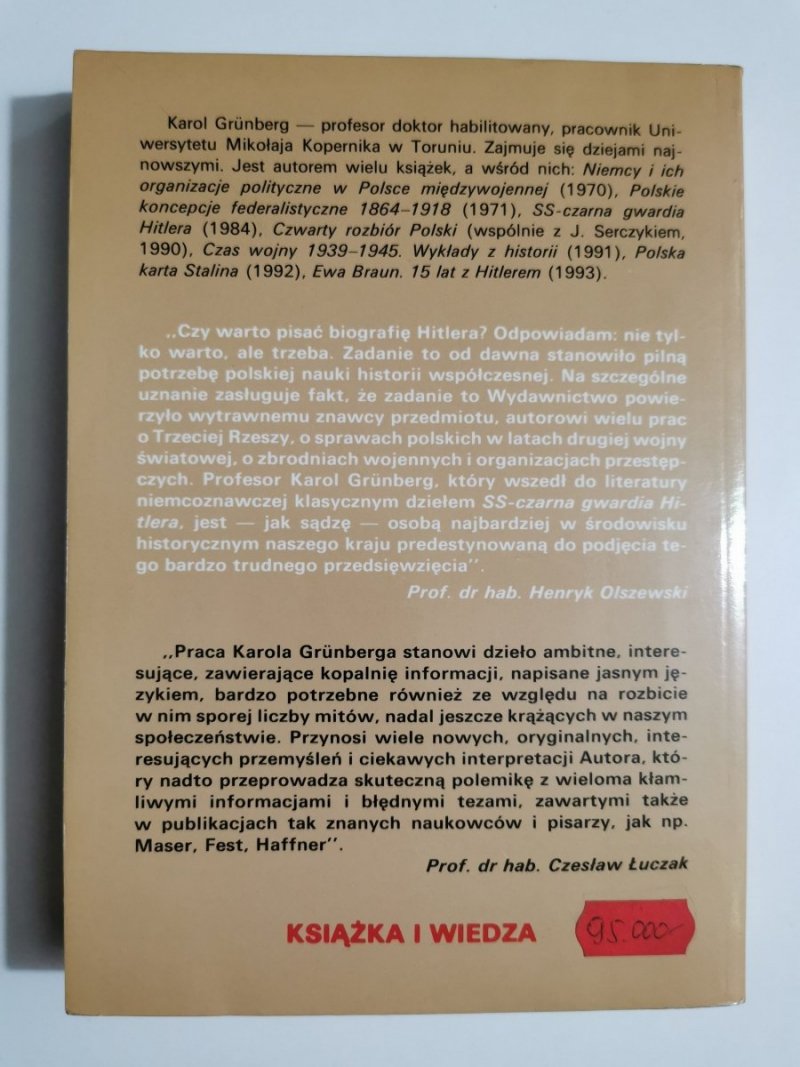 Karol Grünberg — profesor doktor habilitowany, pracownik Uni-
wersytetu Mikołaja Kopernika w Toruniu. Zajmuje się dziejami naj-
nowszymi. Jest autorem wielu książek, a wśród nich: Niemcy i ich
organizacje polityczne w Polsce międzywojennej (1970), Polskie
koncepcje federalistyczne 1864–1918 (1971), SS-czarna gwardia
Hitlera (1984), Czwarty rozbiór Polski (wspólnie z J. Serczykiem,
1990), Czas wojny 1939–1945. Wykłady z historii (1991), Polska
karta Stalina (1992), Ewa Braun. 15 lat z Hitlerem (1993).
„Czy warto pisać biografię Hitlera? Odpowiadam: nie tyl-
ko warto, ale trzeba. Zadanie to od dawna stanowiło pilną
potrzebę polskiej nauki historii współczesnej. Na szczególne
uznanie zasługuje fakt, że zadanie to Wydawnictwo powie-
rzyło wytrawnemu znawcy przedmiotu, autorowi wielu prac
o Trzeciej Rzeszy, o sprawach polskich w latach drugiej wojny
światowej, o zbrodniach wojennych i organizacjach przestęp-
czych. Profesor Karol Grünberg, który wszedł do literatury
niemcoznawczej klasycznym dziełem SS-czarna gwardia Hi-
tlera, jest — jak sądzę — osobą najbardziej w środowisku
historycznym naszego kraju predestynowaną do podjęcia te-
go bardzo trudnego przedsięwzięcia”.
Prof. dr hab. Henryk Olszewski
„Praca Karola Grünberga stanowi dzieło ambitne, intere-
sujące, zawierające kopalnię informacji, napisane jasnym ję-
zykiem, bardzo potrzebne również ze względu na rozbicie
w nim sporej liczby mitów, nadal jeszcze krążących w naszym
społeczeństwie. Przynosi wiele nowych, oryginalnych, inte-
resujących przemyśleń i ciekawych interpretacji Autora, któ-
ry nadto przeprowadza skuteczną polemikę z wieloma kłam-
liwymi informacjami i błędnymi tezami, zawartymi także
w publikacjach tak znanych naukowców i pisarzy, jak np.
Maser, Fest, Haffner”.
Prof. dr hab. Czesław Łuczak
KSIĄŻKA I WIEDZA
95.000-